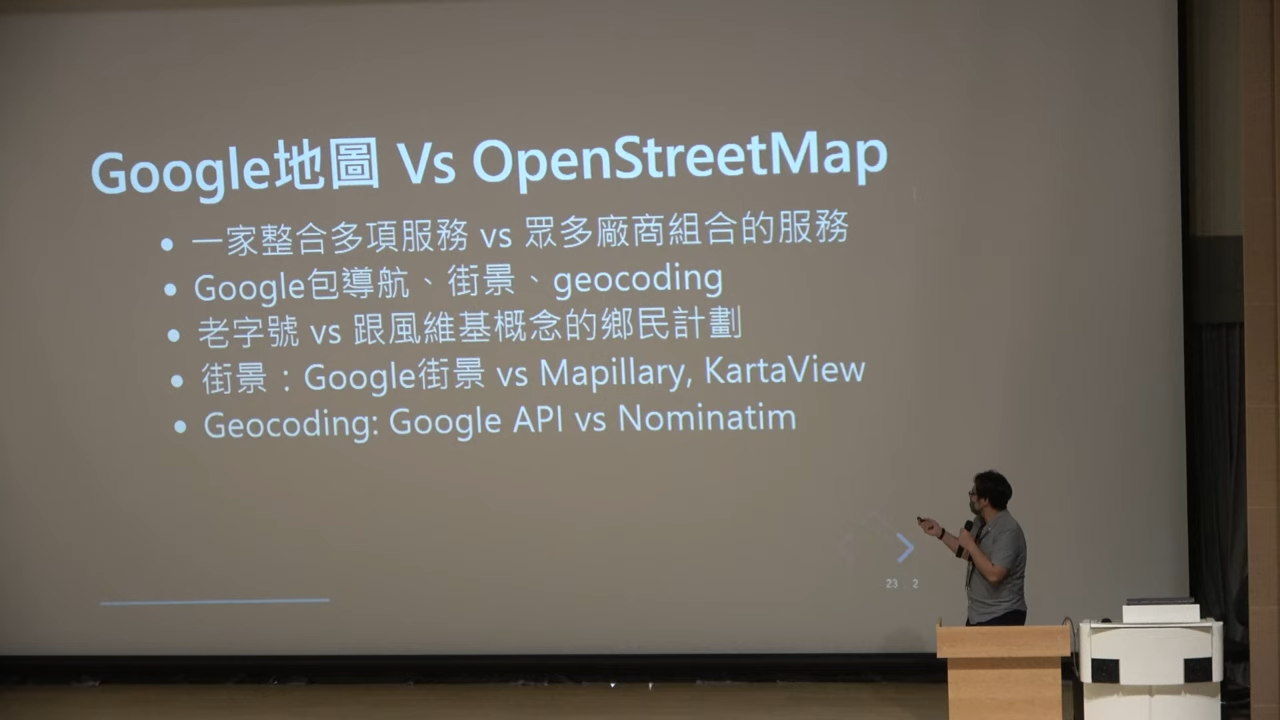 Google地圖 Vs OpenStreetMap
• 一家整合多項服務 vs 眾多廠商組合的服務
• Google包導航、街景、geocoding
• 老字號 vs 跟風維基概念的鄉民計劃
• 街景：Google街景 vs Mapillary, KartaView
• Geocoding: Google API vs Nominatim
23 . 2